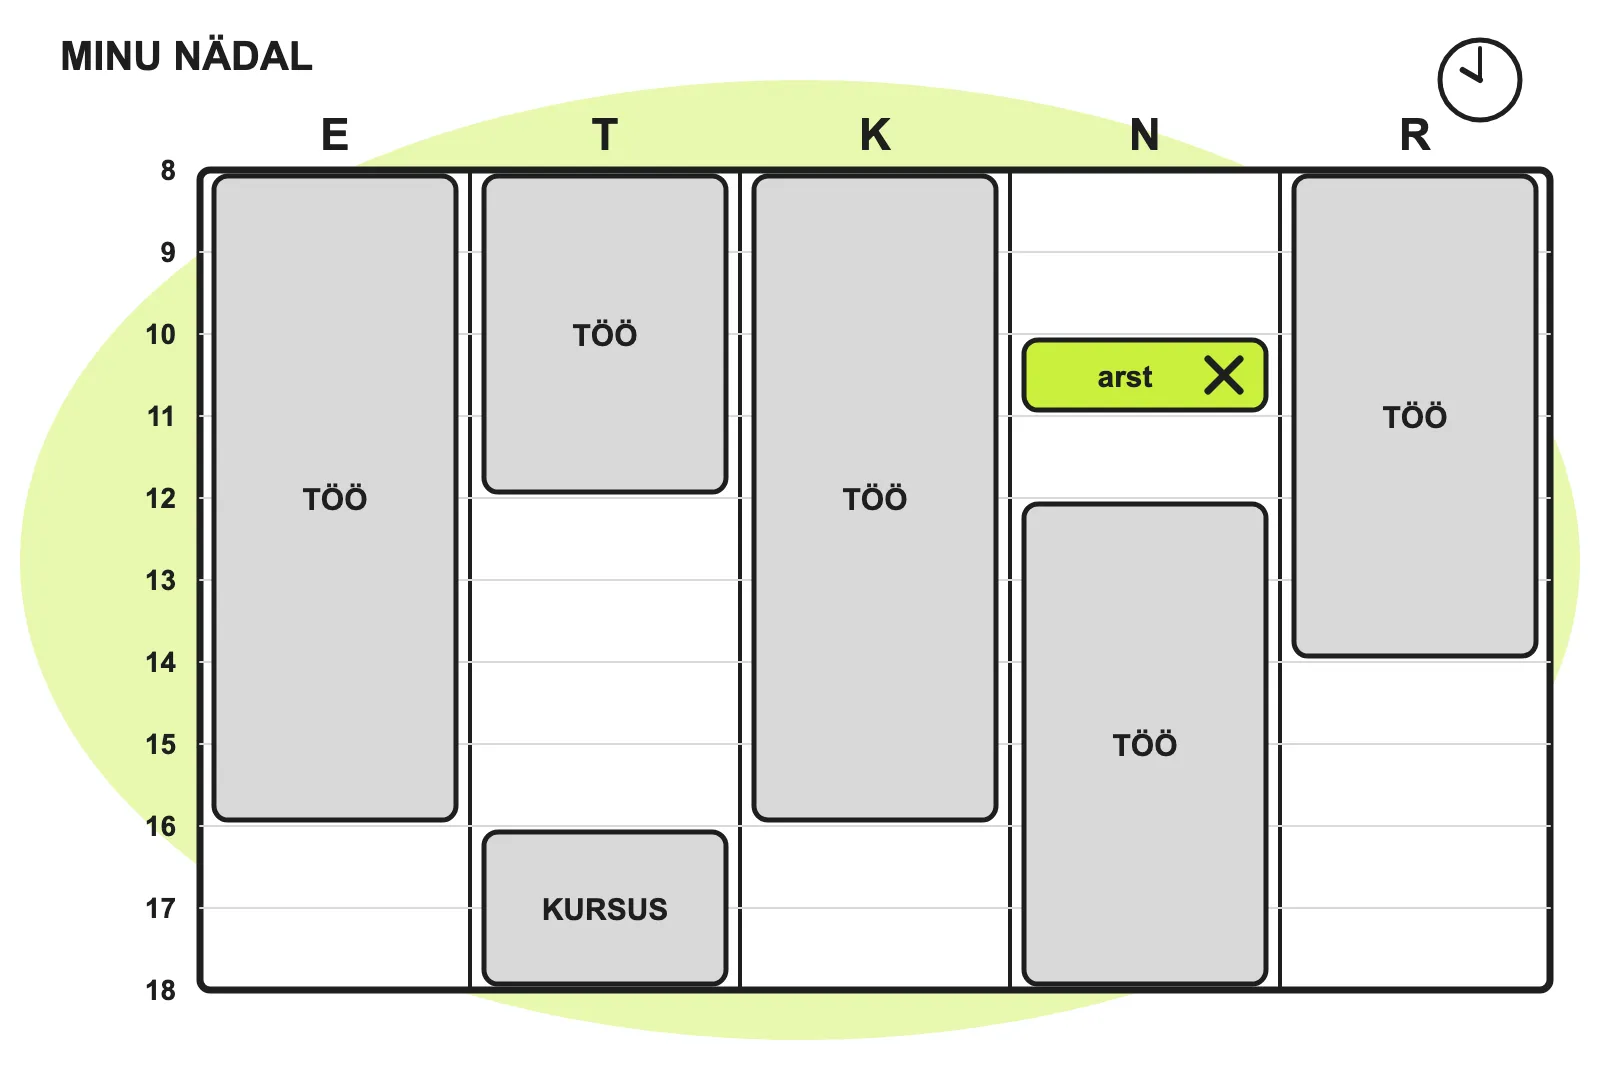 MINU NÄDAL
E T K N R
8
9
10
TÖÖ
arst
11
TÖÖ
12
TÖÖ
TÖÖ
13
14
15
TÖÖ
16
17
KURSUS
18